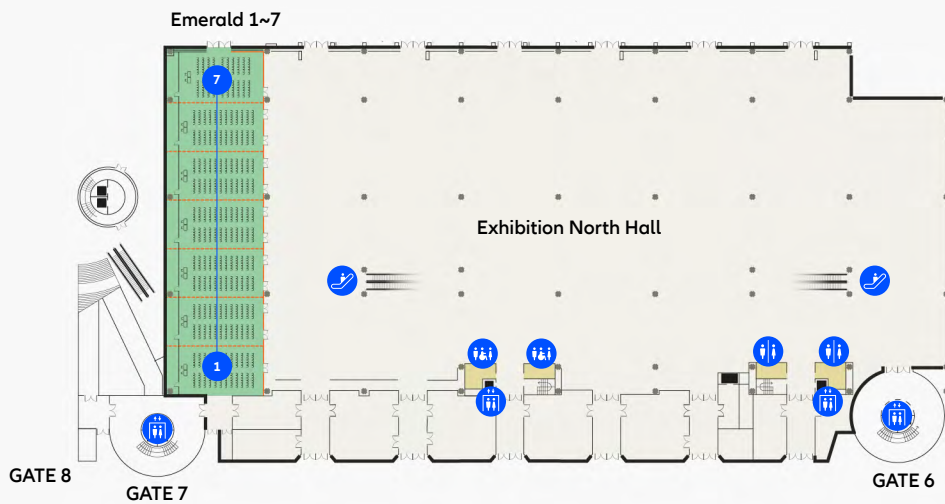 Emerald 1~7
7
Exhibition North Hall
1
GATE 8
GATE 7
GATE 6